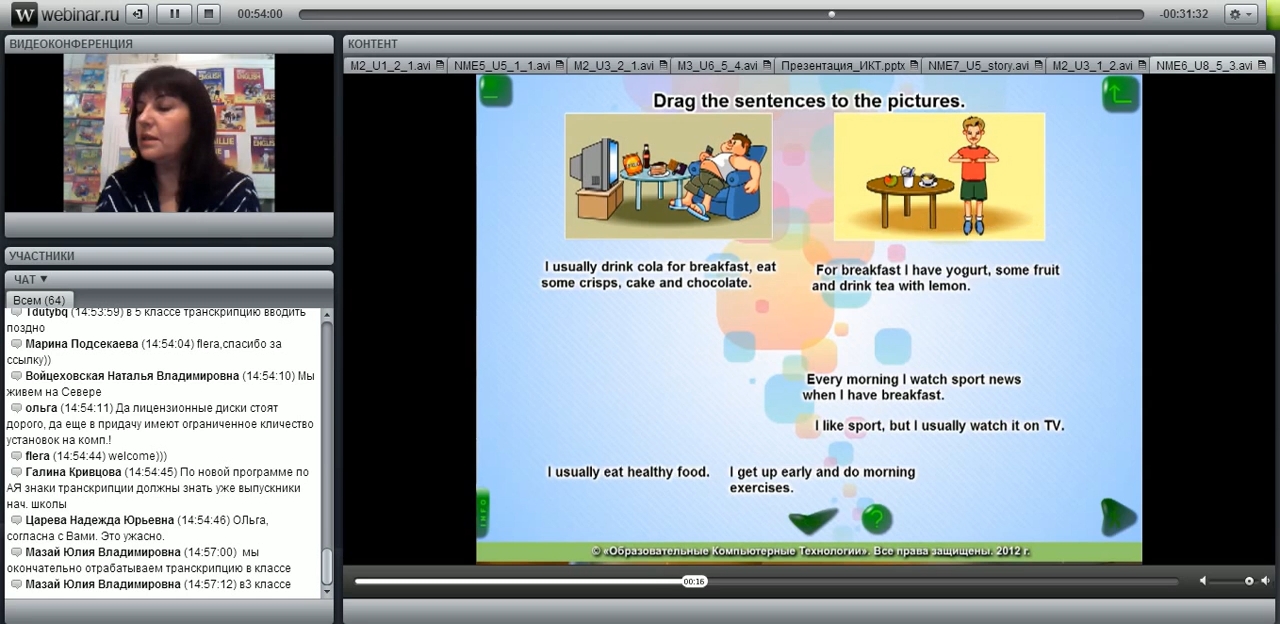 webinar.ru
00:54:00
-00:31:32
ВИДЕОКОНФЕРЕНЦИЯ
УЧАСТНИКИ
ЧАТ ▼
Всем (64)
Tdutybq (14:53:59) в 5 классе транскрипцию вводить
поздно
Марина Подсекаева (14:54:04) flera,спасибо за
ссылку))
Войцеховская Наталья Владимировна (14:54:10) Мы
живем на Севере
ольга (14:54:11) Да лицензионные диски стоят
дорого, да еще в придачу имеют ограниченное кличество
установок на комп.!
flera (14:54:44) welcome)))
Галина Кривцова (14:54:45) По новой программе по
АЯ знаки транскрипции должны знать уже выпускники
нач. школы
Царева Надежда Юрьевна (14:54:46) ОЛьга,
согласна с Вами. Это ужасно.
Мазай Юлия Владимировна (14:57:00) мы
окончательно отрабатываем транскрипцию в классе
Мазай Юлия Владимировна (14:57:12) в3 классе
КОНТЕНТ
M2_U1_2_1.avi NME5_U5_1_1.avi M2_U3_2_1.avi M3_U6_5_4.avi Презентация_ИКТ.pptx NME7_U5_story.avi M2_U3_1_2.avi NME6_U8_5_3.avi
Drag the sentences to the pictures.
I usually drink cola for breakfast, eat
some crisps, cake and chocolate.
For breakfast I have yogurt, some fruit
and drink tea with lemon.
Every morning I watch sport news
when I have breakfast.
I like sport, but I usually watch it on TV.
I usually eat healthy food.
I get up early and do morning
exercises.
INFO
?
© «Образовательные Компьютерные Технологии». Все права защищены. 2012 г.
00:16